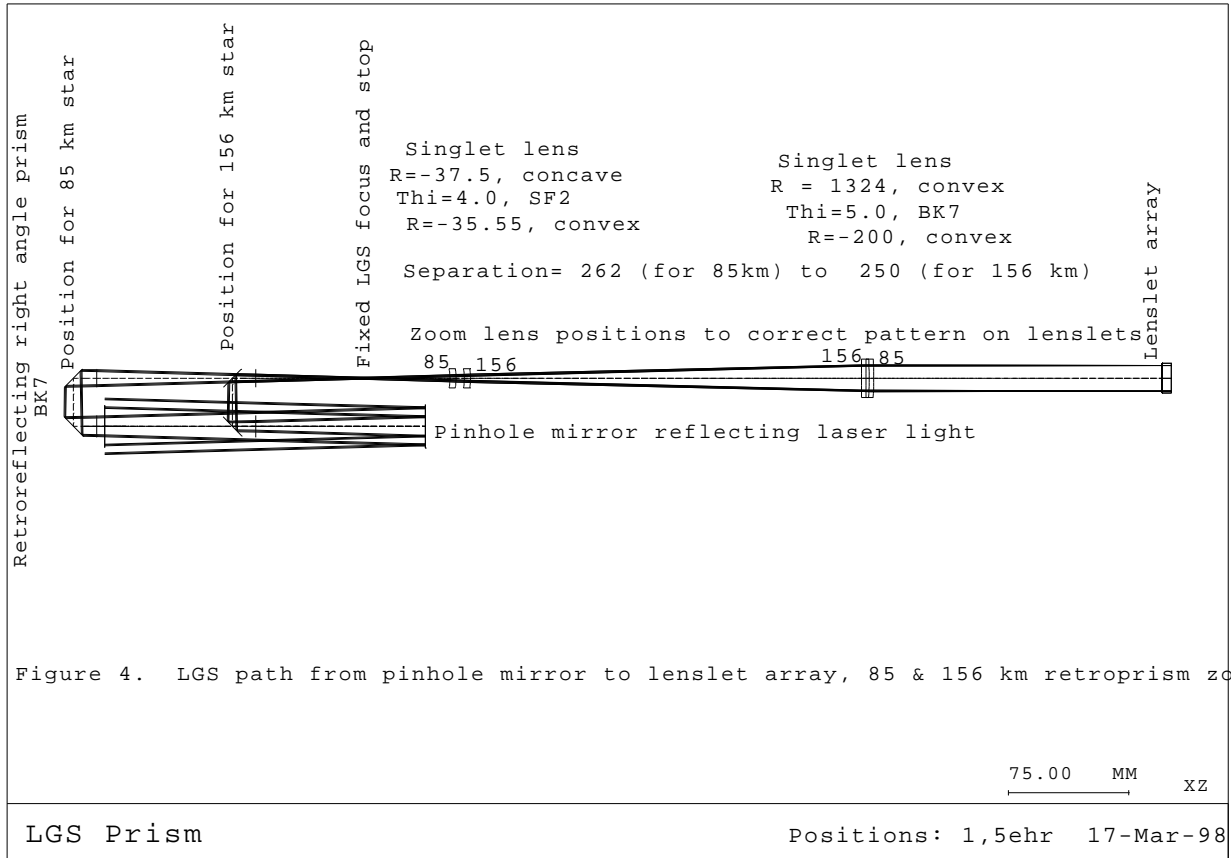 Retroreflecting right angle prism
BK7
Position for 85 km star
Position for 156 km star
Fixed LGS focus and stop
Singlet lens
R=-37.5, concave
Thi=4.0, SF2
R=-35.55, convex
Singlet lens
R = 1324, convex
Thi=5.0, BK7
R=-200, convex
Lenslet array
Separation= 262 (for 85km) to 250 (for 156 km)
Zoom lens positions to correct pattern on lenslets
85 156
156 85
Pinhole mirror reflecting laser light
Figure 4. LGS path from pinhole mirror to lenslet array, 85 & 156 km retroprism zo
75.00 MM
XZ
LGS Prism
Positions: 1,5ehr 17-Mar-98